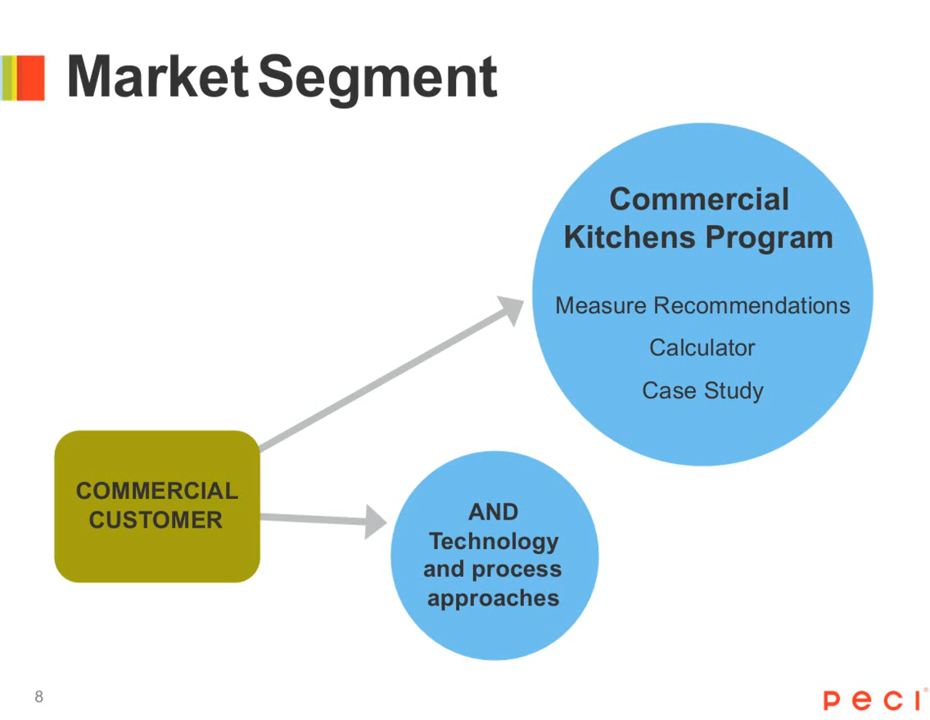 Market Segment
Commercial
Kitchens Program
Measure Recommendations
Calculator
Case Study
COMMERCIAL
CUSTOMER
AND
Technology
and process
approaches
8
peci®